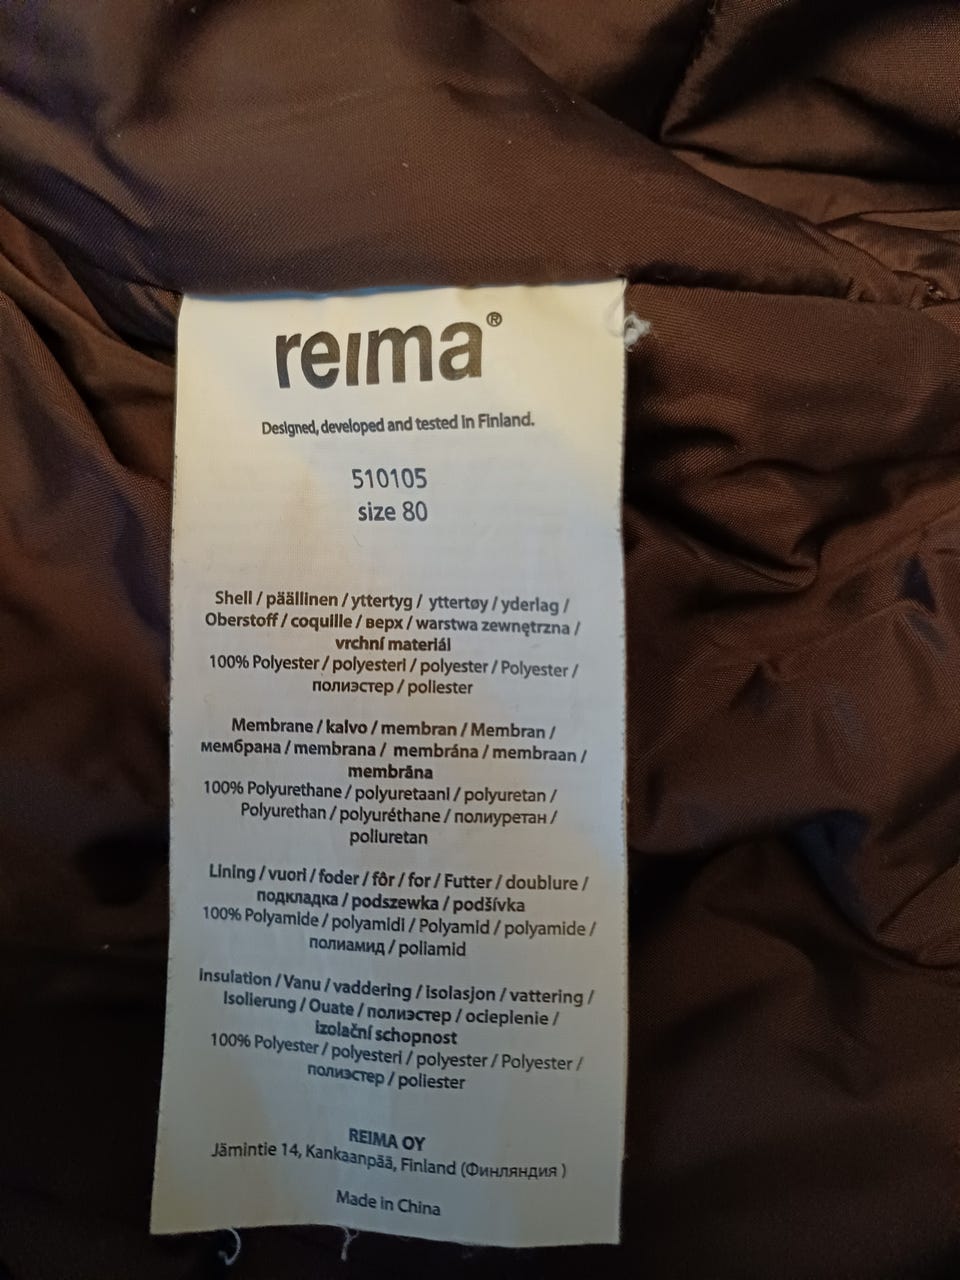 reima®
Designed, developed and tested in Finland.
510105
size 80
Shell / päällinen / yttertyg / yttertøy / yderlag /
Oberstoff / coquille / верх / warstwa zewnętrzna /
vrchní materiál
100% Polyester / polyesteri / polyester / Polyester /
полиэстер / poliester
Membrane / kalvo / membran / Membran /
мембрана / membrana / membrána / membraan /
membrāna
100% Polyurethane / polyuretaani / polyuretan /
Polyurethan / polyuréthane / полиуретан /
poliuretan
Lining / vuori / foder / fôr / for / Futter / doublure /
подкладка / podszewka / podšívka
100% Polyamide / polyamidi / Polyamid / polyamide /
полиамид / poliamid
Insulation / Vanu / vaddering / isolasjon / vattering /
Isolierung / Ouate / полиэстер / ocieplenie /
izolační schopnost
100% Polyester / polyesteri / polyester / Polyester /
полиэстер / poliester
REIMA OY
Jämintie 14, Kankaanpää, Finland (Финляндия )
Made in China